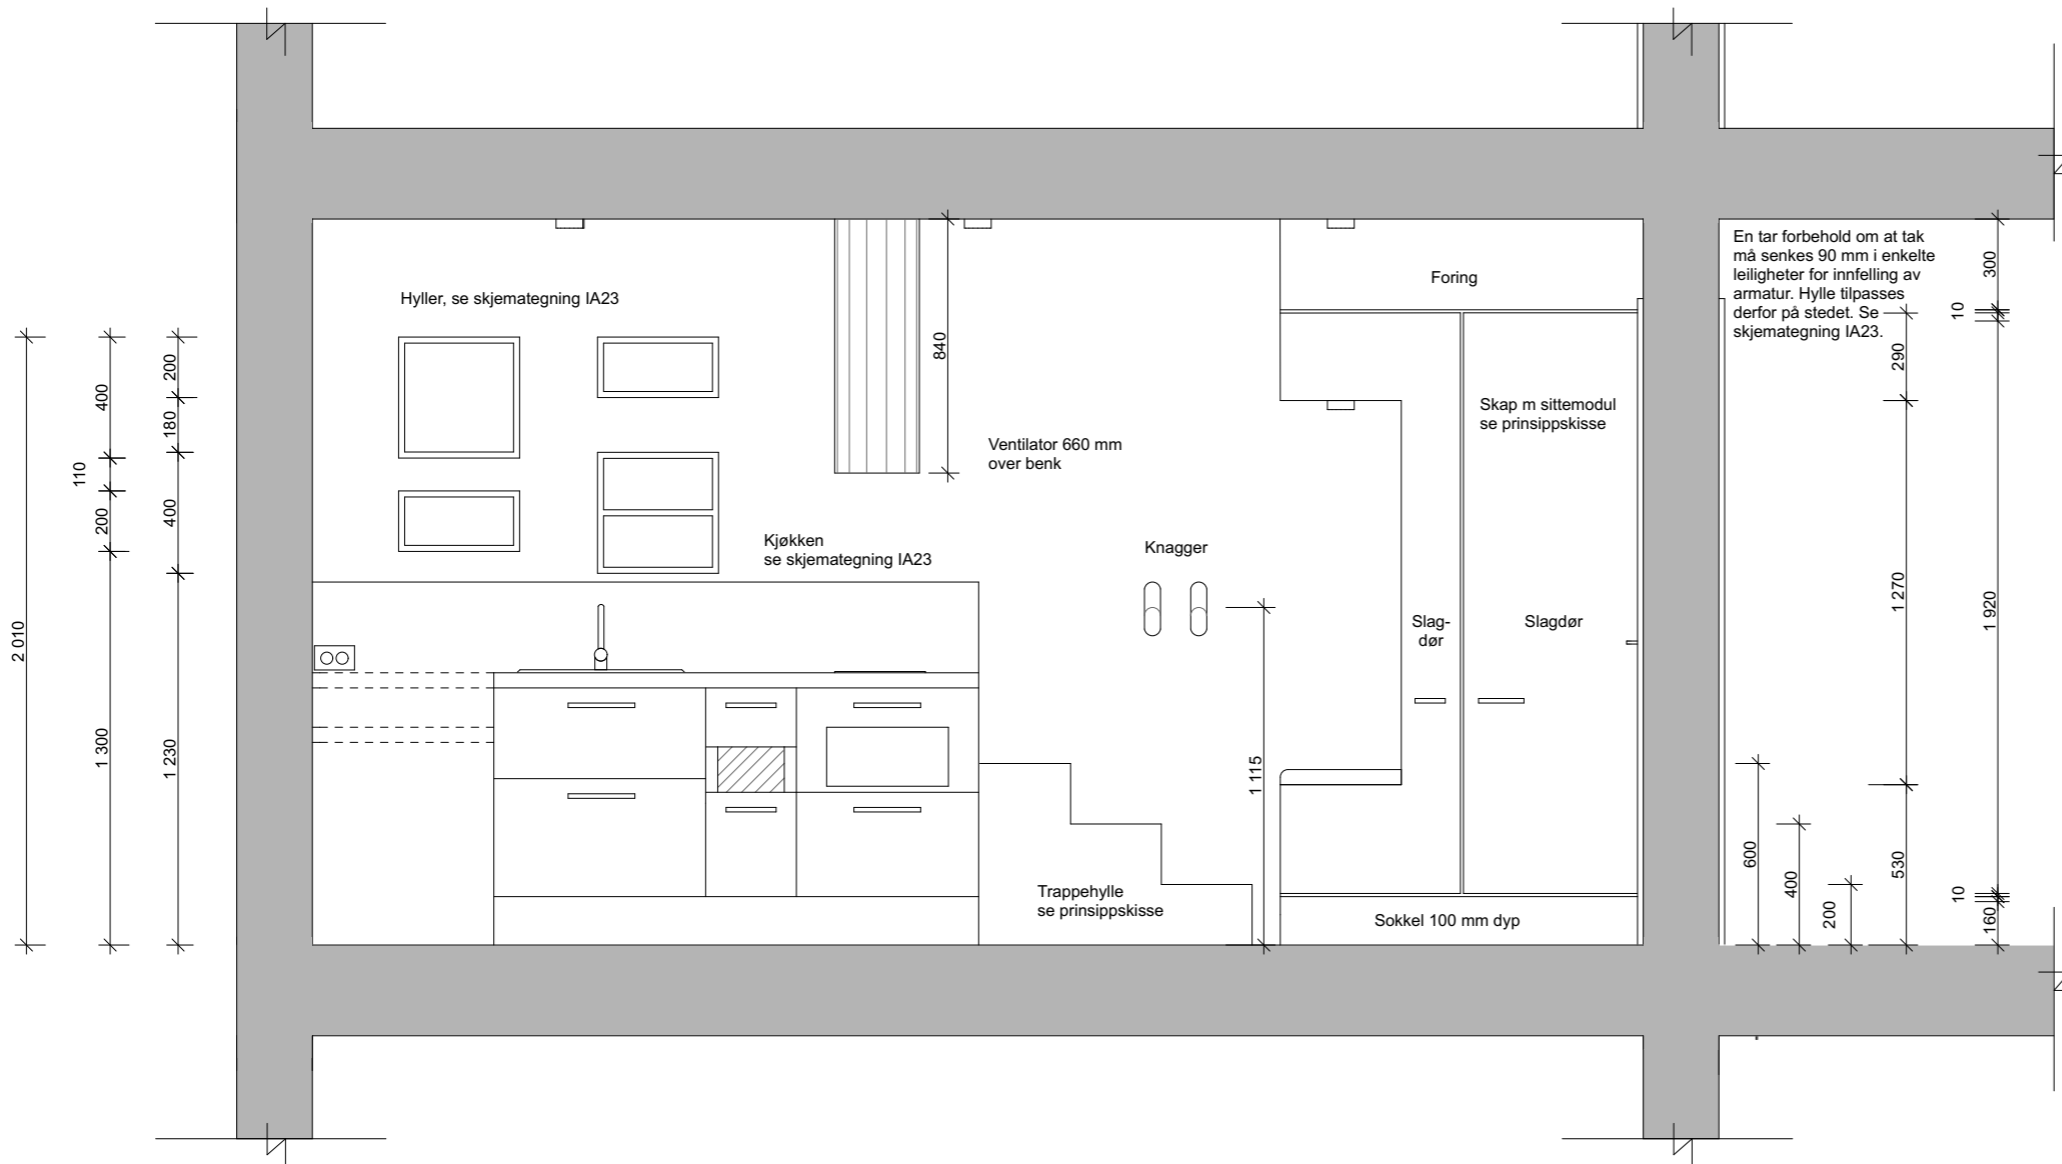 Hyller, se skjemategning IA23
Foring
En tar forbehold om at tak
må senkes 90 mm i enkelte
leiligheter for innfelling av
armatur. Hylle tilpasses
derfor på stedet. Se
skjemategning IA23.
Skap m sittemodul
se prinsippskisse
Ventilator 660 mm
over benk
Kjøkken
se skjemategning IA23
Knagger
Slag-
dør
Slagdør
Trappehylle
se prinsippskisse
Sokkel 100 mm dyp
2 010
400
110
200
1 300
200
180
400
1 230
840
1 115
600
400
200
290
1 270
530
300
10
1 920
10
160